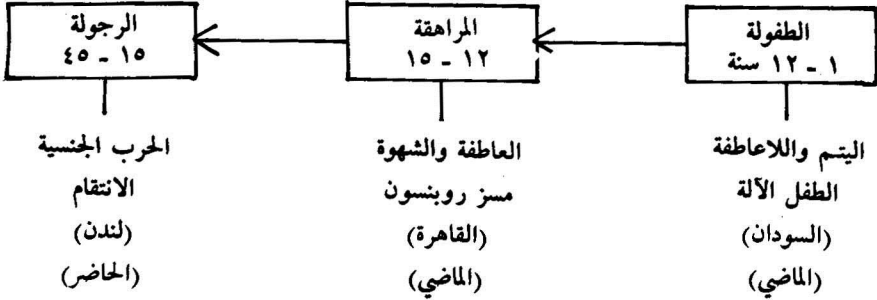 الطفولة
١ - ١٢ سنة
اليتم واللاعاطفة
الطفل الآلة
(السودان)
(الماضي)
المراهقة
١٢ - ١٥
العاطفة والشهوة
مسز روبنسون
(القاهرة)
(الماضي)
الرجولة
١٥ - ٤٥
الحرب الجنسية
الانتقام
(لندن)
(الحاضر)